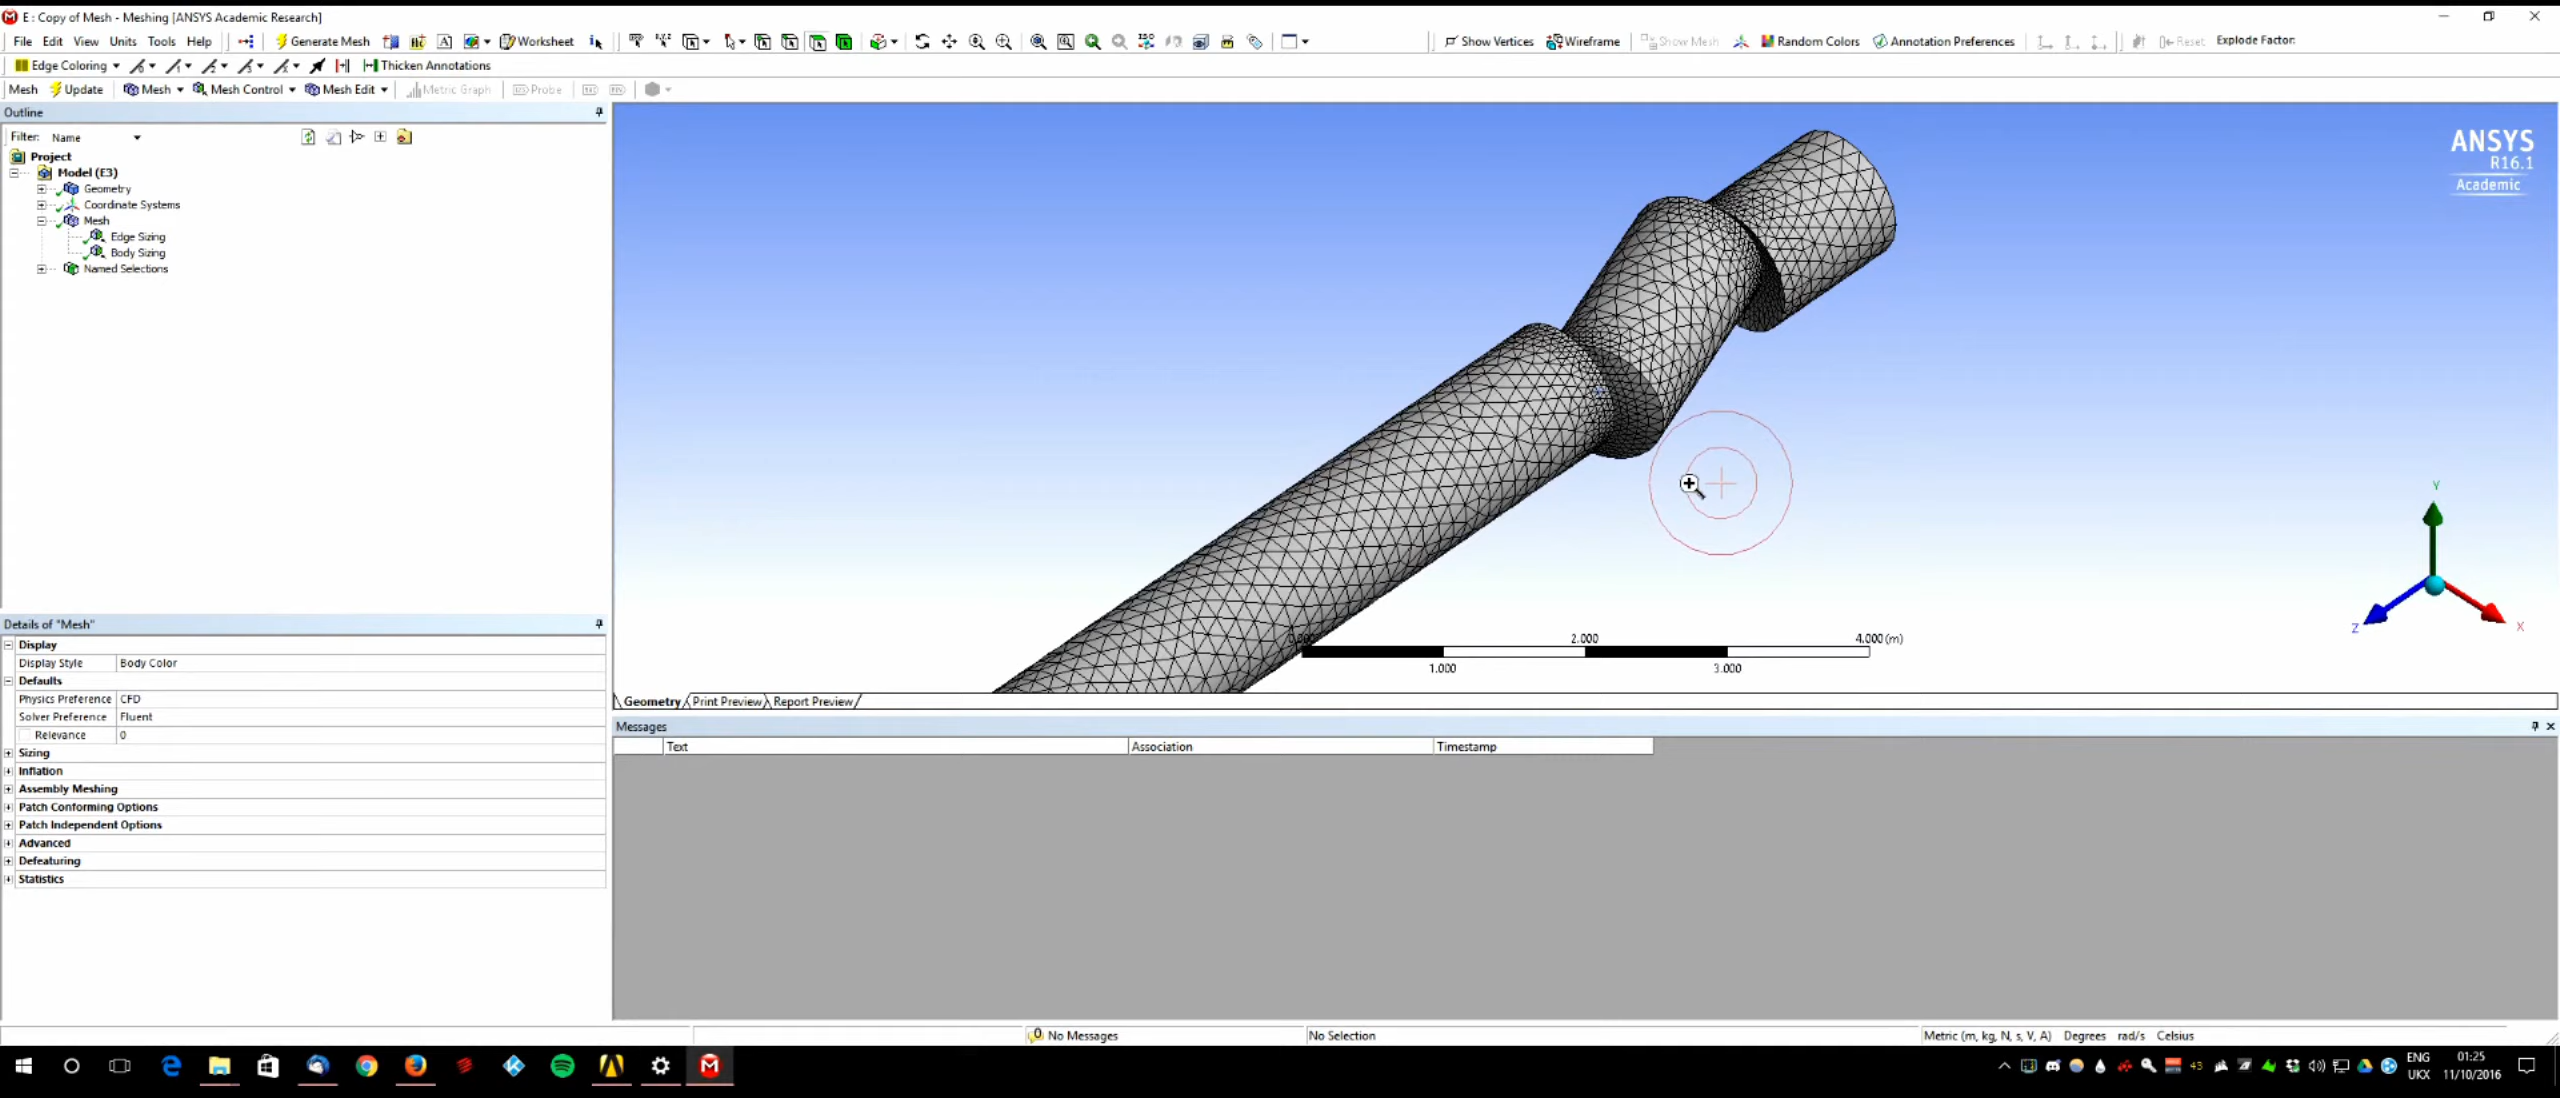 E : Copy of Mesh - Meshing [ANSYS Academic Research]
File Edit View Units Tools Help Generate Mesh Worksheet Show Vertices Wireframe Show Mesh Random Colors Annotation Preferences Reset Explode Factor:
Edge Coloring Thicken Annotations
Mesh Update Mesh Mesh Control Mesh Edit Metric Graph Probe
Outline
Filter: Name
Project
Model (E3)
Geometry
Coordinate Systems
Mesh
Edge Sizing
Body Sizing
Named Selections
ANSYS
R16.1
Academic
Y
Z
X
2.000
4.000 (m)
1.000
3.000
Details of "Mesh"
Display
Display Style Body Color
Defaults
Physics Preference CFD
Solver Preference Fluent
Relevance 0
Sizing
Inflation
Assembly Meshing
Patch Conforming Options
Patch Independent Options
Advanced
Defeaturing
Statistics
Geometry Print Preview Report Preview
Messages
Text Association Timestamp
No Messages
No Selection
Metric (m, kg, N, s, V, A) Degrees rad/s Celsius
43
ENG
UKX
01:25
11/10/2016